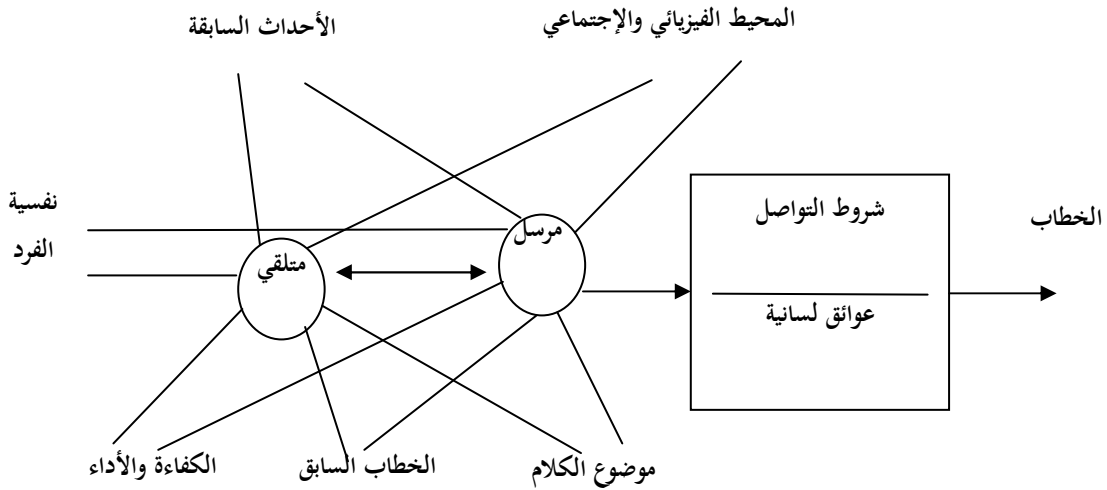 المحيط الفيزيائي والإجتماعي
الأحداث السابقة
الخطاب
شروط التواصل
عوائق لسانية
مرسل
متلقي
نفسية
الفرد
موضوع الكلام
الخطاب السابق
الكفاءة والأداء